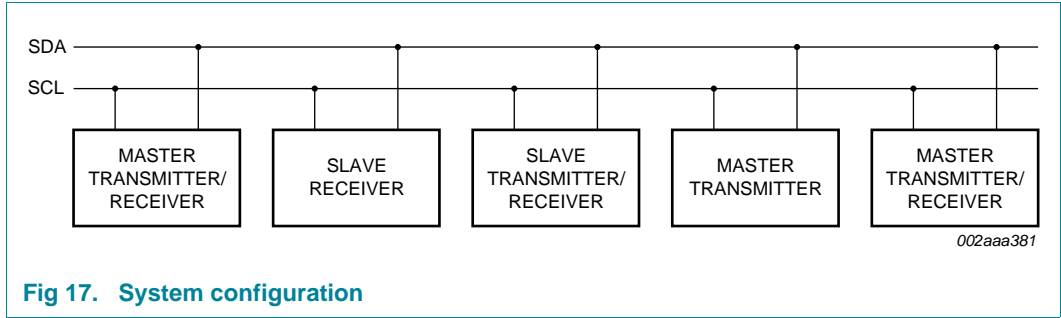 SDA
SCL
MASTER
TRANSMITTER/
RECEIVER
SLAVE
RECEIVER
SLAVE
TRANSMITTER/
RECEIVER
MASTER
TRANSMITTER
MASTER
TRANSMITTER/
RECEIVER
002aaa381
Fig 17. System configuration